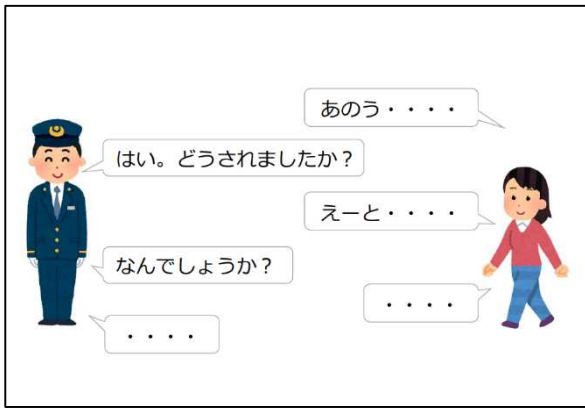 あのう・・・・
はい。どうされましたか？
えーと・・・・
なんでしょうか？
・・・・
・・・・